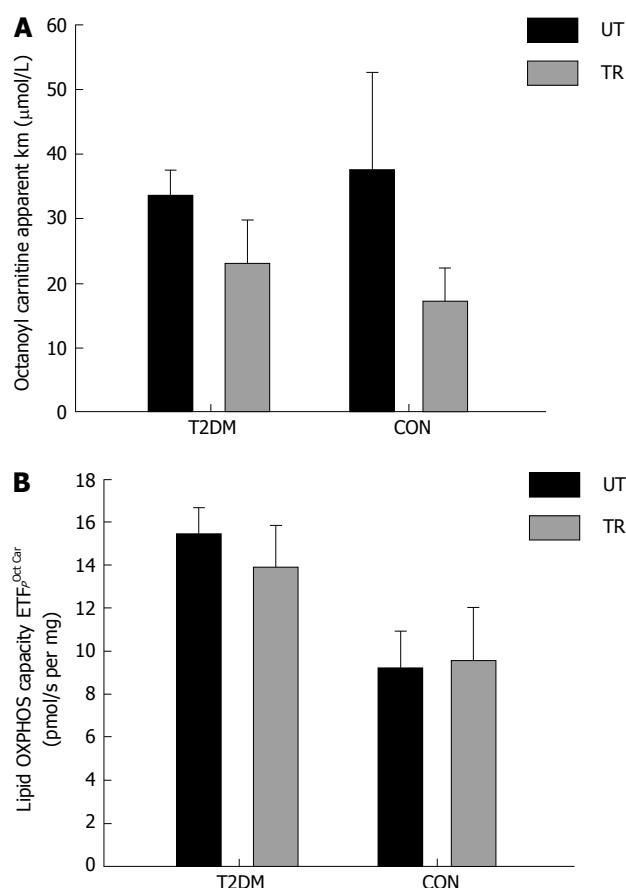 A
UT
TR
Octanoyl carnitine apparent km (μmol/L)
60
50
40
30
20
10
0
T2DM
CON
B
UT
TR
Lipid OXPHOS capacity ETFₚᴼᶜᵗ ᶜᵃʳ
(pmol/s per mg)
18
16
14
12
10
8
6
4
2
0
T2DM
CON